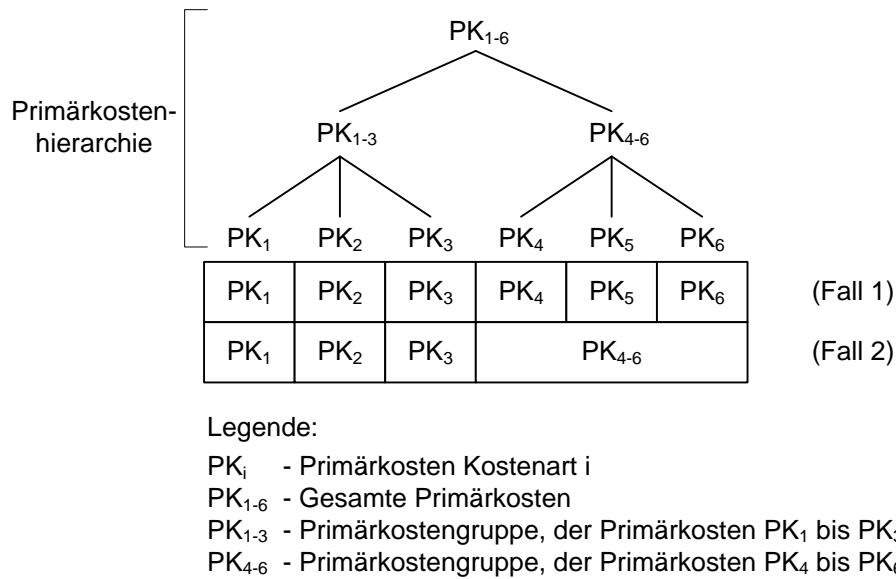 PK1-6
Primärkosten-
hierarchie
PK1-3 PK4-6
PK1 PK2 PK3 PK4 PK5 PK6
PK1 PK2 PK3 PK4 PK5 PK6 (Fall 1)
PK1 PK2 PK3 PK4-6 (Fall 2)
Legende:
PKi - Primärkosten Kostenart i
PK1-6 - Gesamte Primärkosten
PK1-3 - Primärkostengruppe, der Primärkosten PK1 bis PK3
PK4-6 - Primärkostengruppe, der Primärkosten PK4 bis PK6